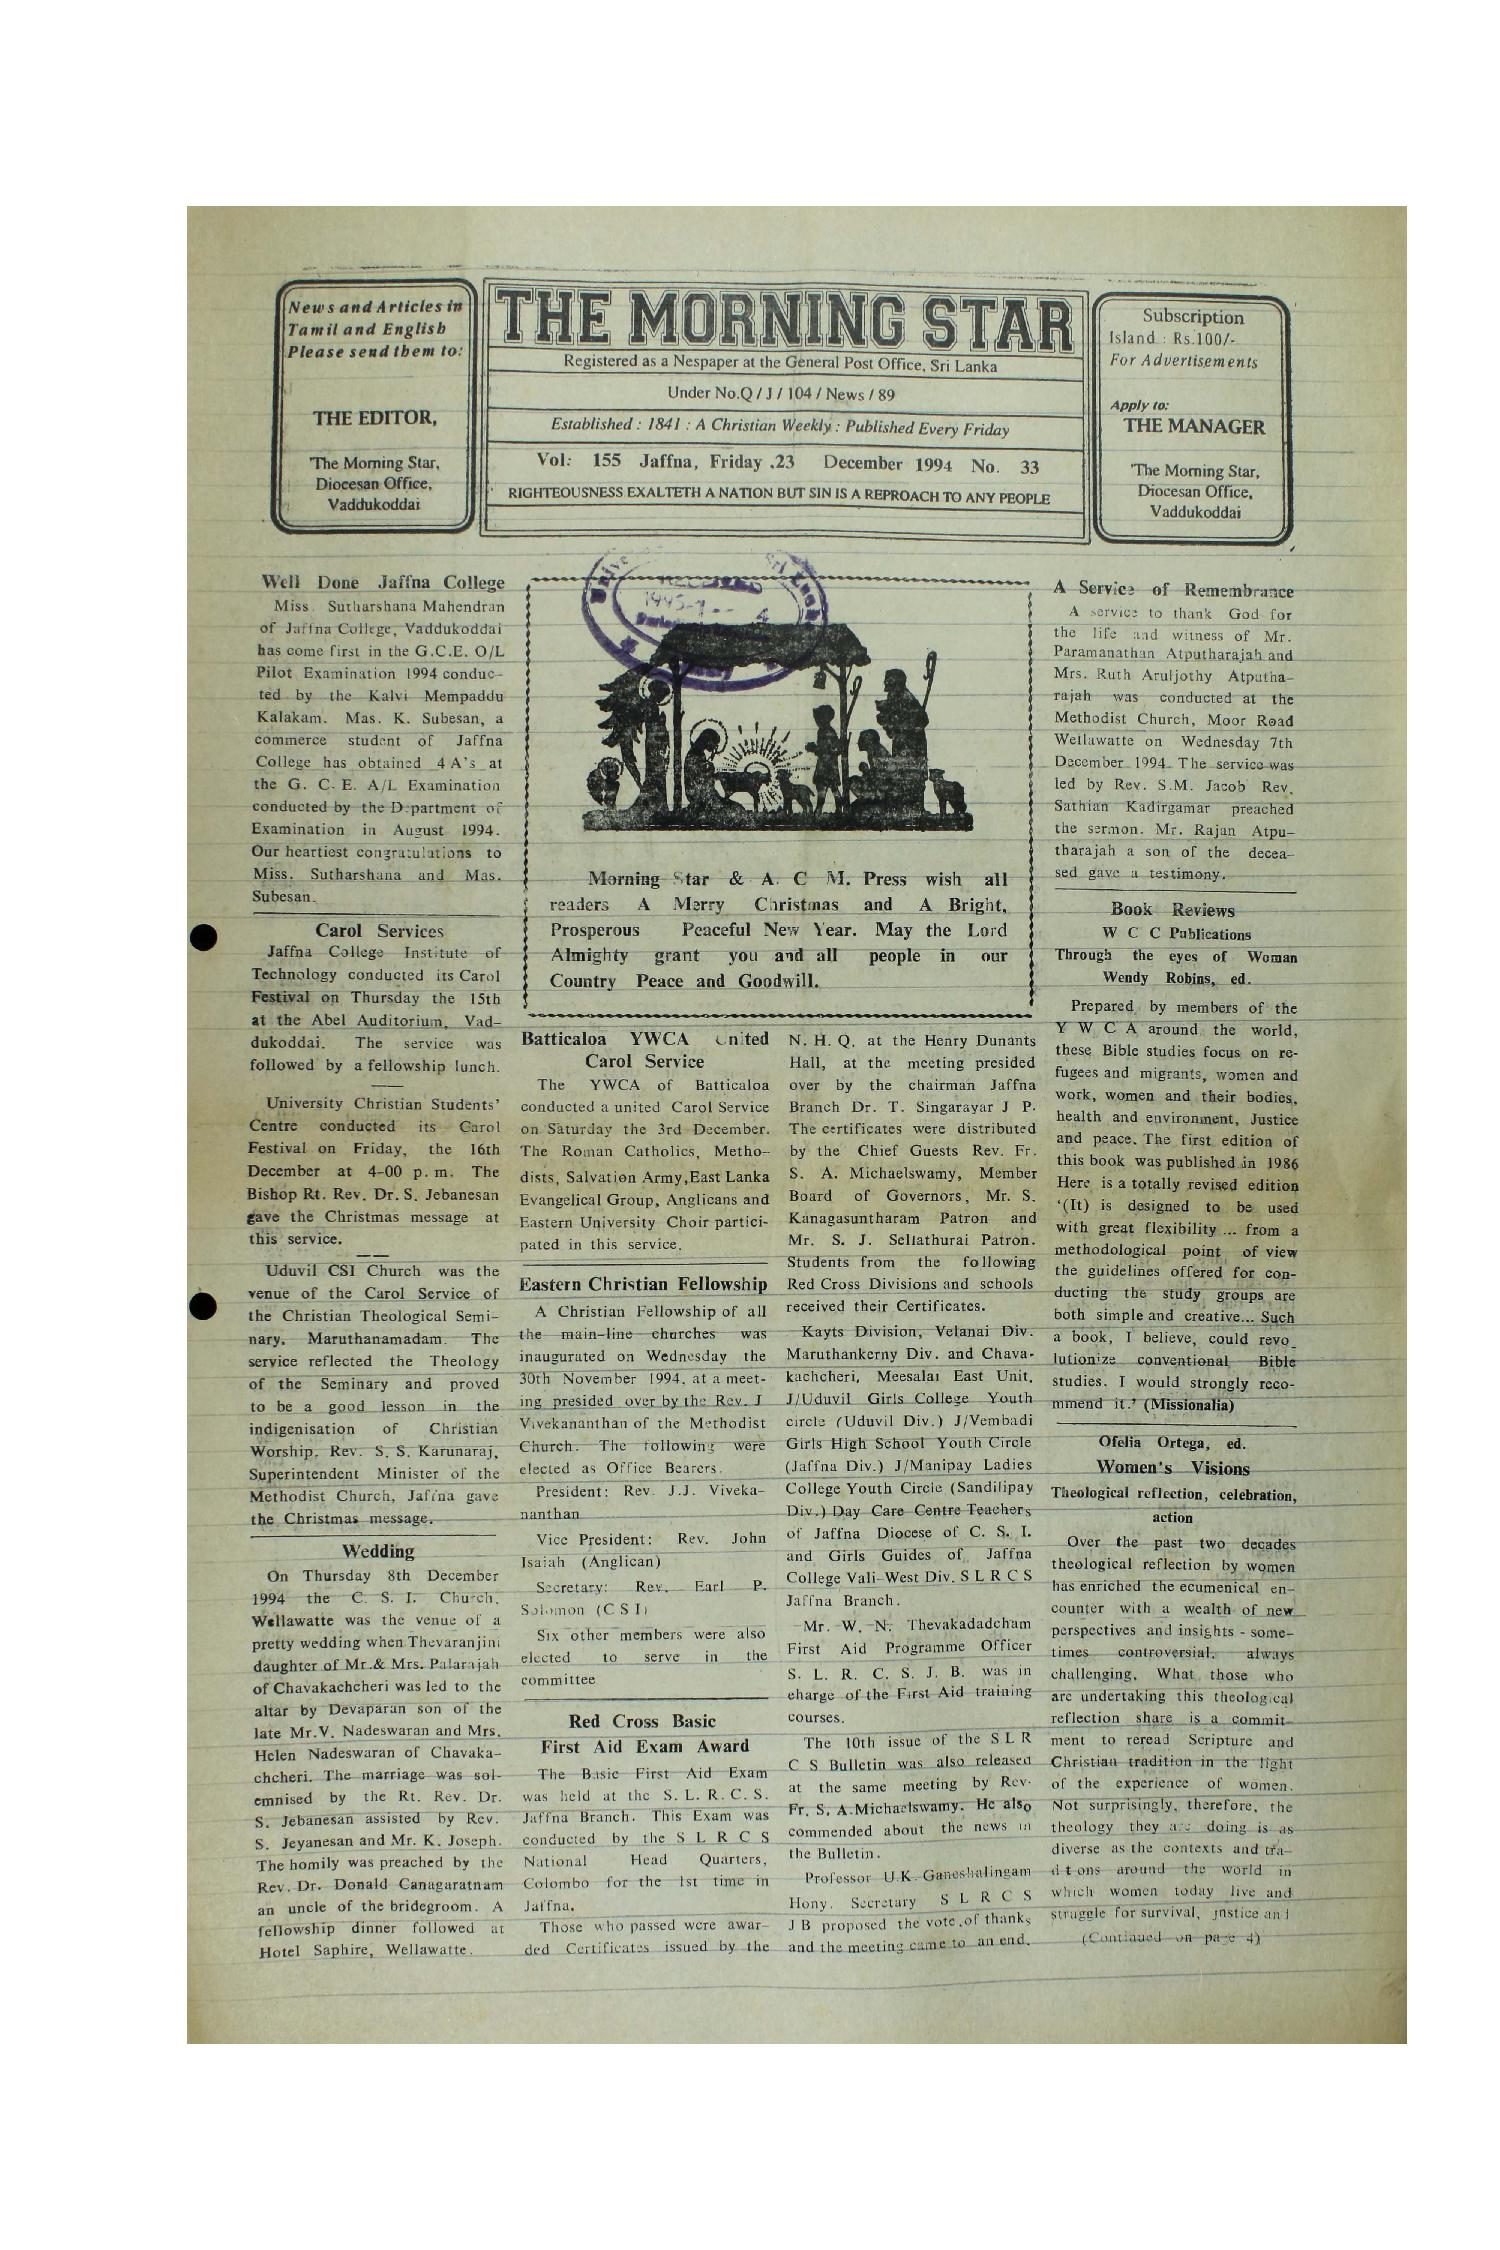 News and Articles in
Tamil and English
Please send them to:
THE EDITOR,
'The Morning Star,
Diocesan Office,
Vaddukoddai
THE MORNING STAR
Registered as a Nespaper at the General Post Office, Sri Lanka
Under No.Q / J / 104 / News / 89
Established : 1841 : A Christian Weekly : Published Every Friday
Vol: 155 Jaffna, Friday .23 December 1994 No. 33
RIGHTEOUSNESS EXALTETH A NATION BUT SIN IS A REPROACH TO ANY PEOPLE
Subscription
Island : Rs.100/-
For Advertisements
Apply to:
THE MANAGER
'The Morning Star,
Diocesan Office,
Vaddukoddai
Well Done Jaffna College
Miss. Sutharshana Mahendran
of Jaffna College, Vaddukoddai
has come first in the G.C.E. O/L
Pilot Examination 1994 conduc-
ted by the Kalvi Mempaddu
Kalakam. Mas. K. Subesan, a
commerce student of Jaffna
College has obtained 4 A's at
the G. C. E. A/L Examination
conducted by the Department of
Examination in August 1994.
Our heartiest congratulations to
Miss. Sutharshana and Mas.
Subesan.
Carol Services
Jaffna College Institute of
Technology conducted its Carol
Festival on Thursday the 15th
at the Abel Auditorium, Vad-
dukoddai. The service was
followed by a fellowship lunch.
University Christian Students'
Centre conducted its Carol
Festival on Friday, the 16th
December at 4-00 p. m. The
Bishop Rt. Rev. Dr. S. Jebanesan
gave the Christmas message at
this service.
Uduvil CSI Church was the
venue of the Carol Service of
the Christian Theological Semi-
nary, Maruthanamadam. The
service reflected the Theology
of the Seminary and proved
to be a good lesson in the
indigenisation of Christian
Worship. Rev. S. S. Karunaraj,
Superintendent Minister of the
Methodist Church, Jaffna gave
the Christmas message.
Wedding
On Thursday 8th December
1994 the C. S. I. Church,
Wellawatte was the venue of a
pretty wedding when Thevaranjini
daughter of Mr.& Mrs. Palarajah
of Chavakachcheri was led to the
altar by Devaparan son of the
late Mr.V. Nadeswaran and Mrs.
Helen Nadeswaran of Chavaka-
chcheri. The marriage was sol-
emnised by the Rt. Rev. Dr.
S. Jebanesan assisted by Rev.
S. Jeyanesan and Mr. K. Joseph.
The homily was preached by the
Rev. Dr. Donald Canagaratnam
an uncle of the bridegroom. A
fellowship dinner followed at
Hotel Saphire, Wellawatte.
1995-1-- 4
Morning Star & A. C M. Press wish all
readers A Merry Christmas and A Bright,
Prosperous Peaceful New Year. May the Lord
Almighty grant you and all people in our
Country Peace and Goodwill.
Batticaloa YWCA United
Carol Service
The YWCA of Batticaloa
conducted a united Carol Service
on Saturday the 3rd December.
The Roman Catholics, Metho-
dists, Salvation Army,East Lanka
Evangelical Group, Anglicans and
Eastern University Choir partici-
pated in this service.
Eastern Christian Fellowship
A Christian Fellowship of all
the main-line churches was
inaugurated on Wednesday the
30th November 1994, at a meet-
ing presided over by the Rev. J
Vivekananthan of the Methodist
Church. The following were
elected as Office Bearers.
President: Rev. J.J. Viveka-
nanthan
Vice President: Rev. John
Isaiah (Anglican)
Secretary: Rev. Earl P.
Solomon (C S I)
Six other members were also
elected to serve in the
committee
Red Cross Basic
First Aid Exam Award
The Basic First Aid Exam
was held at the S. L. R. C. S.
Jaffna Branch. This Exam was
conducted by the S L R C S
National Head Quarters,
Colombo for the 1st time in
Jaffna.
Those who passed were awar-
ded Certificates issued by the
N. H. Q. at the Henry Dunants
Hall, at the meeting presided
over by the chairman Jaffna
Branch Dr. T. Singarayar J P.
The certificates were distributed
by the Chief Guests Rev. Fr.
S. A. Michaelswamy, Member
Board of Governors, Mr. S.
Kanagasuntharam Patron and
Mr. S. J. Sellathurai Patron.
Students from the following
Red Cross Divisions and schools
received their Certificates.
Kayts Division, Velanai Div.
Maruthankerny Div. and Chava-
kachcheri, Meesalai East Unit,
J/Uduvil Girls College Youth
circle (Uduvil Div.) J/Vembadi
Girls High School Youth Circle
(Jaffna Div.) J/Manipay Ladies
College Youth Circle (Sandilipay
Div.) Day Care Centre Teachers
of Jaffna Diocese of C. S. I.
and Girls Guides of Jaffna
College Vali-West Div. S L R C S
Jaffna Branch.
Mr. W. N. Thevakadadcham
First Aid Programme Officer
S. L. R. C. S. J. B. was in
charge of the First Aid training
courses.
The 10th issue of the S L R
C S Bulletin was also released
at the same meeting by Rev.
Fr. S. A.Michaelswamy. He also
commended about the news in
the Bulletin.
Professor U.K. Ganeshalingam
Hony. Secretary S L R C S
J B proposed the vote of thanks
and the meeting came to an end.
A Service of Remembrance
A service to thank God for
the life and witness of Mr.
Paramanathan Atputharajah and
Mrs. Ruth Aruljothy Atputha-
rajah was conducted at the
Methodist Church, Moor Road
Wellawatte on Wednesday 7th
December 1994. The service was
led by Rev. S.M. Jacob Rev.
Sathian Kadirgamar preached
the sermon. Mr. Rajan Atpu-
tharajah a son of the decea-
sed gave a testimony.
Book Reviews
W C C Publications
Through the eyes of Woman
Wendy Robins, ed.
Prepared by members of the
Y W C A around the world,
these Bible studies focus on re-
fugees and migrants, women and
work, women and their bodies,
health and environment, Justice
and peace. The first edition of
this book was published in 1986
Here is a totally revised edition
‘(It) is designed to be used
with great flexibility ... from a
methodological point of view
the guidelines offered for con-
ducting the study groups are
both simple and creative... Such
a book, I believe, could revo_
lutionize conventional Bible
studies. I would strongly reco-
mmend it.’ (Missionalia)
Ofelia Ortega, ed.
Women's Visions
Theological reflection, celebration,
action
Over the past two decades
theological reflection by women
has enriched the ecumenical en-
counter with a wealth of new
perspectives and insights - some-
times controversial, always
challenging. What those who
are undertaking this theological
reflection share is a commit-
ment to reread Scripture and
Christian tradition in the light
of the experience of women.
Not surprisingly, therefore, the
theology they are doing is as
diverse as the contexts and tra-
ditions around the world in
which women today live and
struggle for survival, jnstice and
(Continued on page 4)